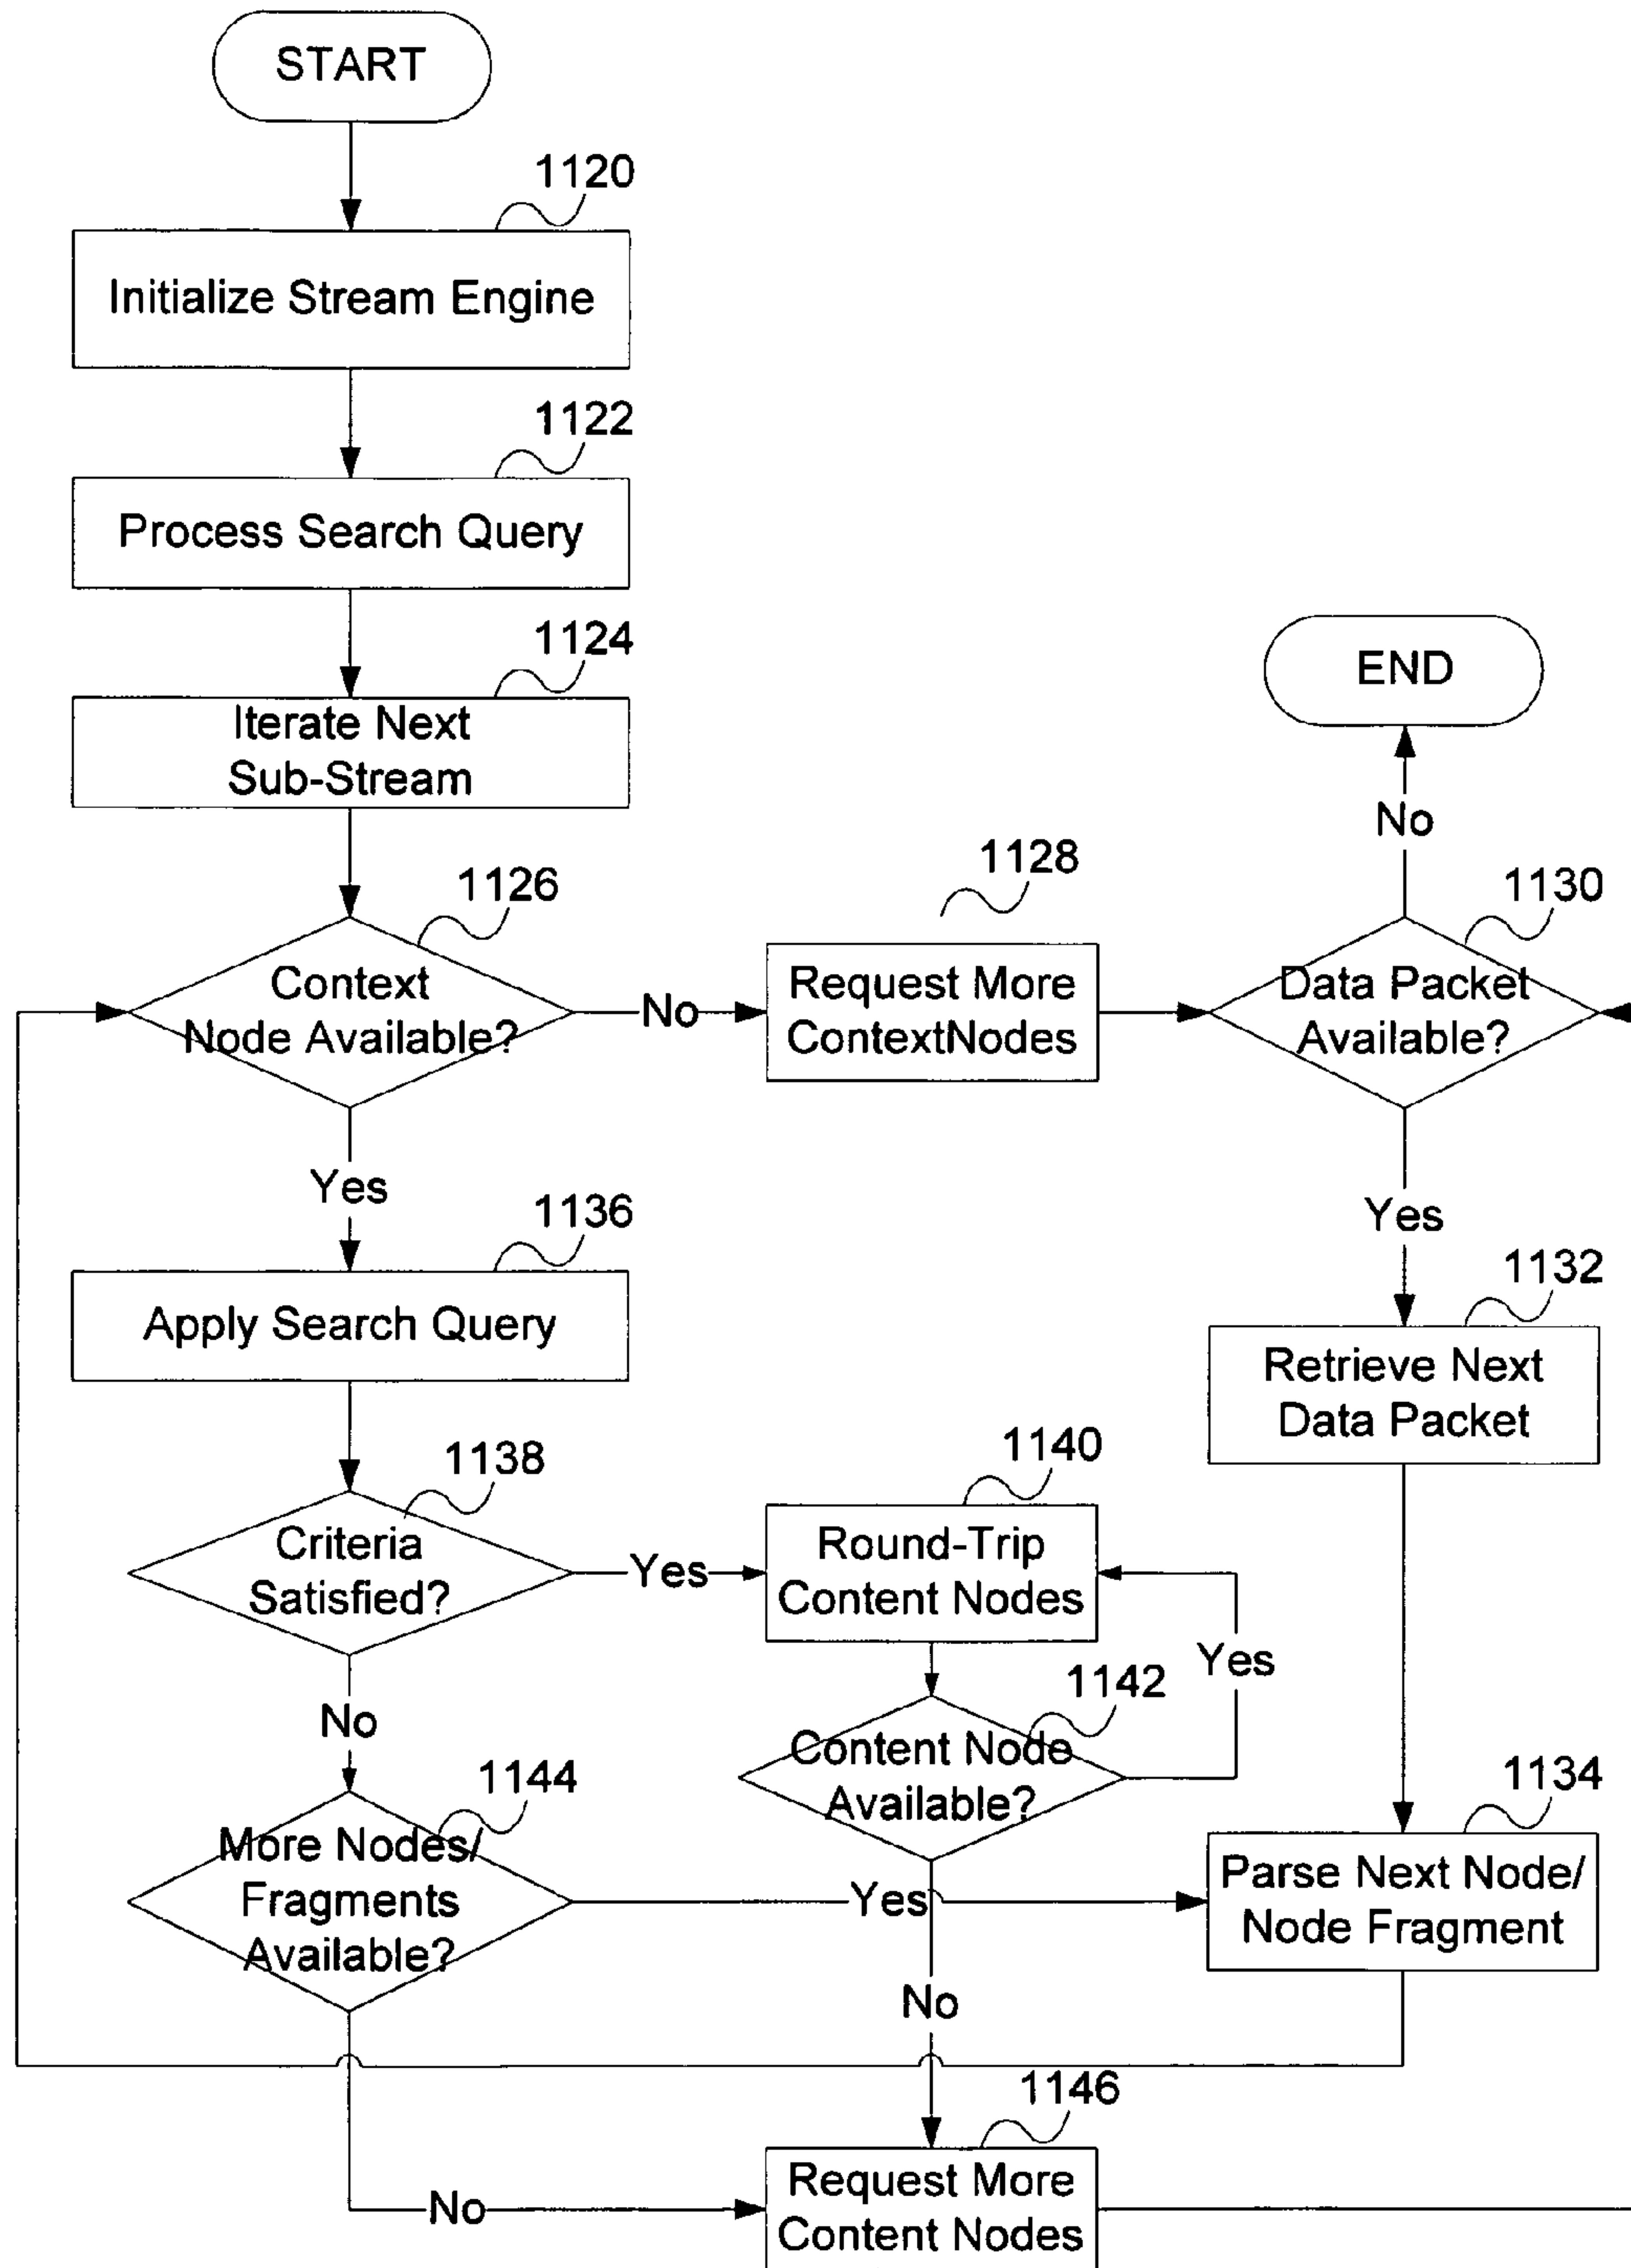 START
1120
Initialize Stream Engine
1122
Process Search Query
1124
Iterate Next
Sub-Stream
END
No
1126
Context
Node Available?
No
1128
Request More
ContextNodes
1130
Data Packet
Available?
Yes
Yes
1136
Apply Search Query
1132
Retrieve Next
Data Packet
1138
Criteria
Satisfied?
Yes
1140
Round-Trip
Content Nodes
Yes
No
1142
Content Node
Available?
1144
More Nodes/
Fragments
Available?
Yes
1134
Parse Next Node/
Node Fragment
No
1146
No
Request More
Content Nodes